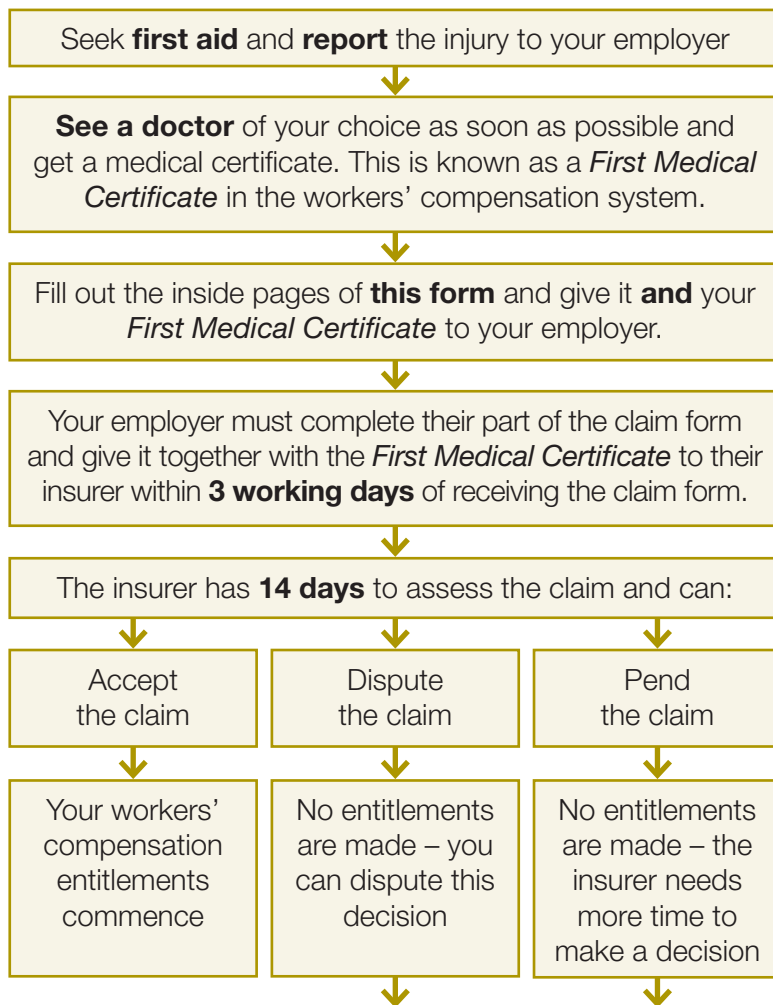 Seek first aid and report the injury to your employer
See a doctor of your choice as soon as possible and
get a medical certificate. This is known as a First Medical
Certificate in the workers’ compensation system.
Fill out the inside pages of this form and give it and your
First Medical Certificate to your employer.
Your employer must complete their part of the claim form
and give it together with the First Medical Certificate to their
insurer within 3 working days of receiving the claim form.
The insurer has 14 days to assess the claim and can:
Accept
the claim
Dispute
the claim
Pend
the claim
Your workers’
compensation
entitlements
commence
No entitlements
are made – you
can dispute this
decision
No entitlements
are made – the
insurer needs
more time to
make a decision